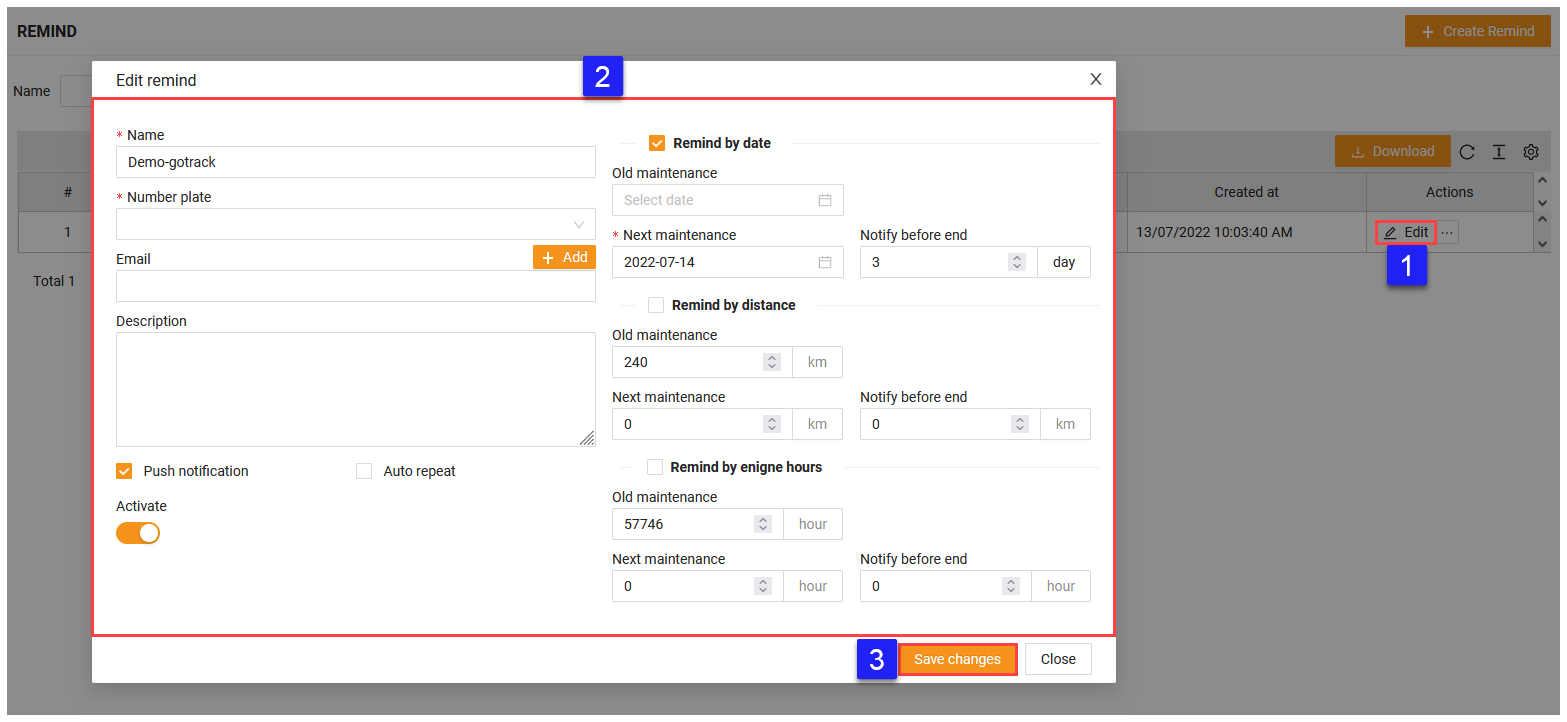 REMIND
+ Create Remind
Name
Edit remind
2
* Name
Demo-gotrack
* Number plate
Email
+ Add
Description
Push notification
Auto repeat
Activate
Remind by date
Old maintenance
Select date
* Next maintenance
Notify before end
2022-07-14
3
day
Remind by distance
Old maintenance
240
km
Next maintenance
Notify before end
0
km
0
km
Remind by enigne hours
Old maintenance
57746
hour
Next maintenance
Notify before end
0
hour
0
hour
3
Save changes
Close
Download
#
Created at
Actions
1
13/07/2022 10:03:40 AM
Edit
···
1
Total 1